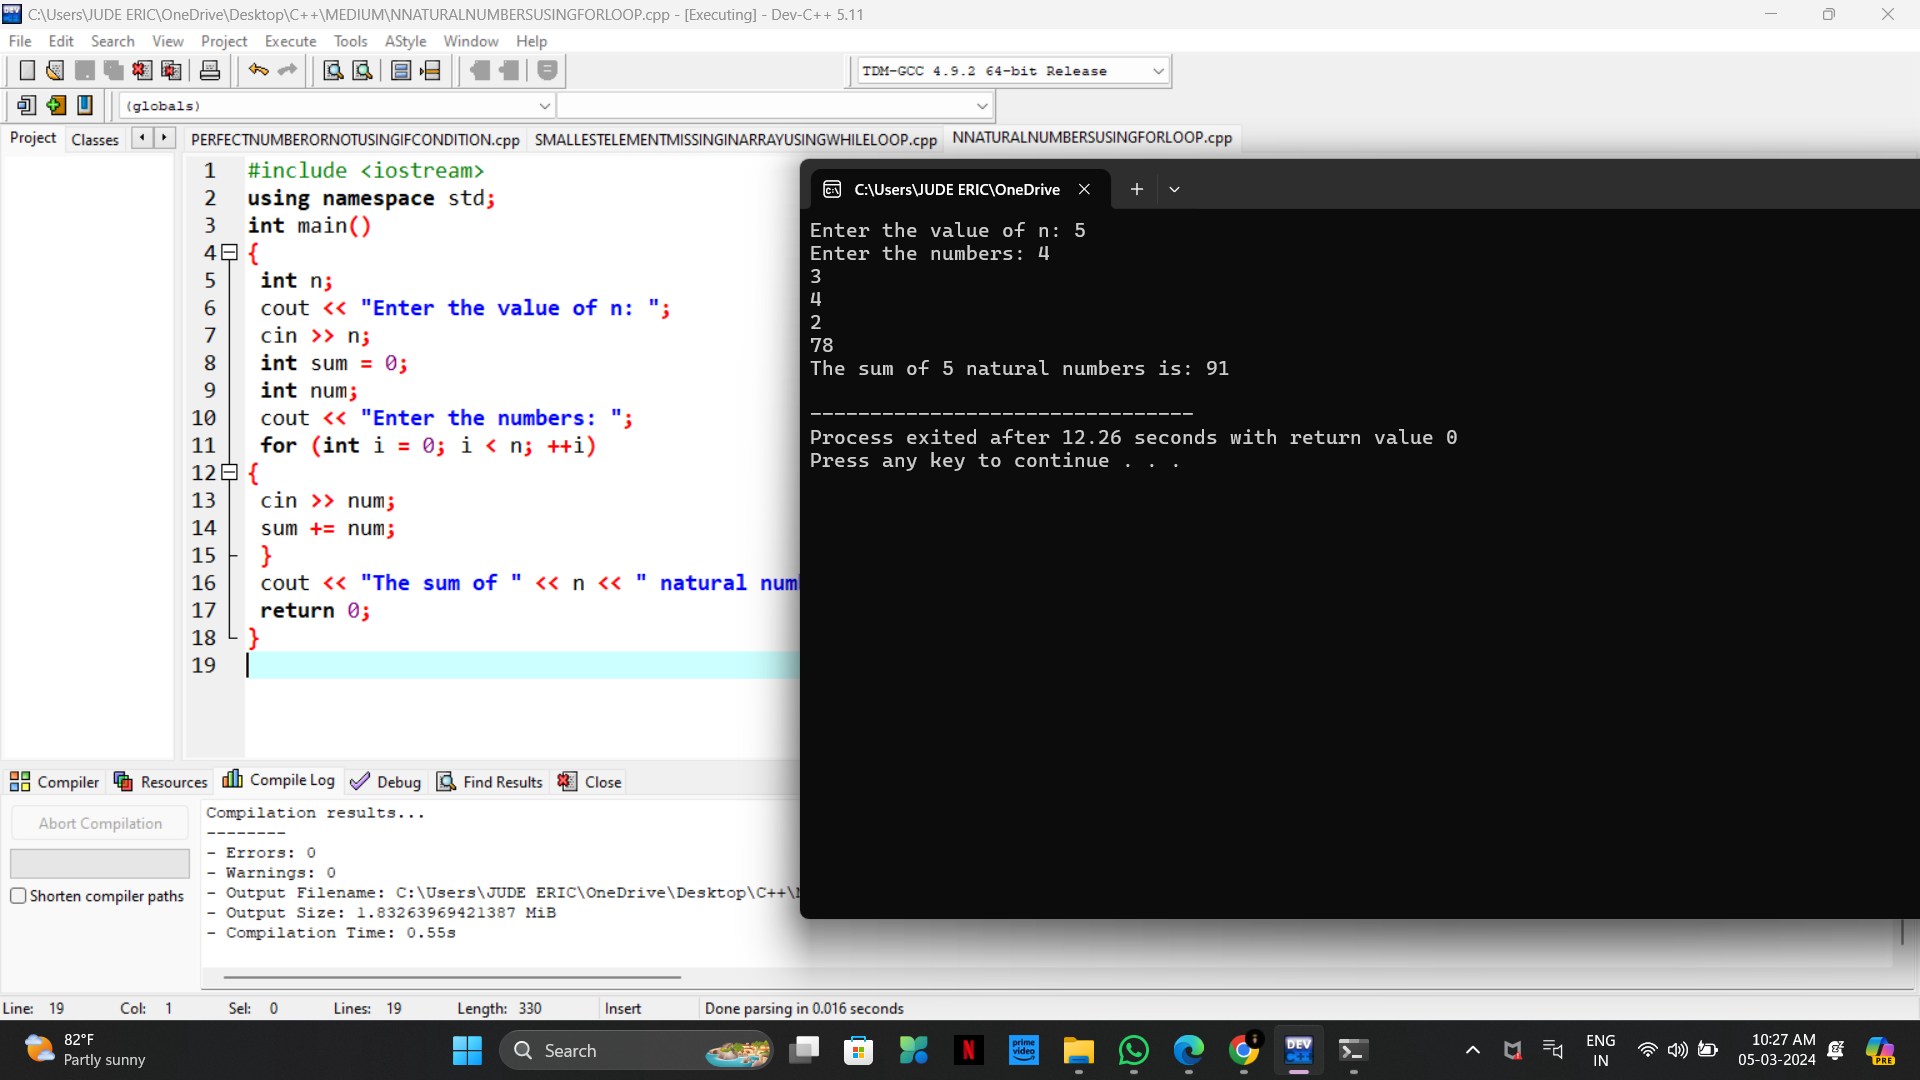 C:\Users\JUDE ERIC\OneDrive\Desktop\C++\MEDIUM\NNATURALNUMBERSUSINGFORLOOP.cpp - [Executing] - Dev-C++ 5.11
File Edit Search View Project Execute Tools AStyle Window Help
TDM-GCC 4.9.2 64-bit Release
(globals)
Project Classes PERFECTNUMBERORNOTUSINGIFCONDITION.cpp SMALLESTELEMENTMISSINGINARRAYUSINGWHILELOOP.cpp NNATURALNUMBERSUSINGFORLOOP.cpp
1 #include <iostream>
2 using namespace std;
3 int main()
4 {
5 int n;
6 cout << "Enter the value of n: ";
7 cin >> n;
8 int sum = 0;
9 int num;
10 cout << "Enter the numbers: ";
11 for (int i = 0; i < n; ++i)
12 {
13 cin >> num;
14 sum += num;
15 }
16 cout << "The sum of " << n << " natural num
17 return 0;
18 }
19
C:\Users\JUDE ERIC\OneDrive
Enter the value of n: 5
Enter the numbers: 4
3
4
2
78
The sum of 5 natural numbers is: 91
--------------------------------
Process exited after 12.26 seconds with return value 0
Press any key to continue . . .
Compiler Resources Compile Log Debug Find Results Close
Abort Compilation
Shorten compiler paths
Compilation results...
--------
- Errors: 0
- Warnings: 0
- Output Filename: C:\Users\JUDE ERIC\OneDrive\Desktop\C++\
- Output Size: 1.83263969421387 MiB
- Compilation Time: 0.55s
Line: 19 Col: 1 Sel: 0 Lines: 19 Length: 330 Insert Done parsing in 0.016 seconds
82°F
Partly sunny
Search
prime video
DEV C++
ENG
IN
10:27 AM
05-03-2024
PRE